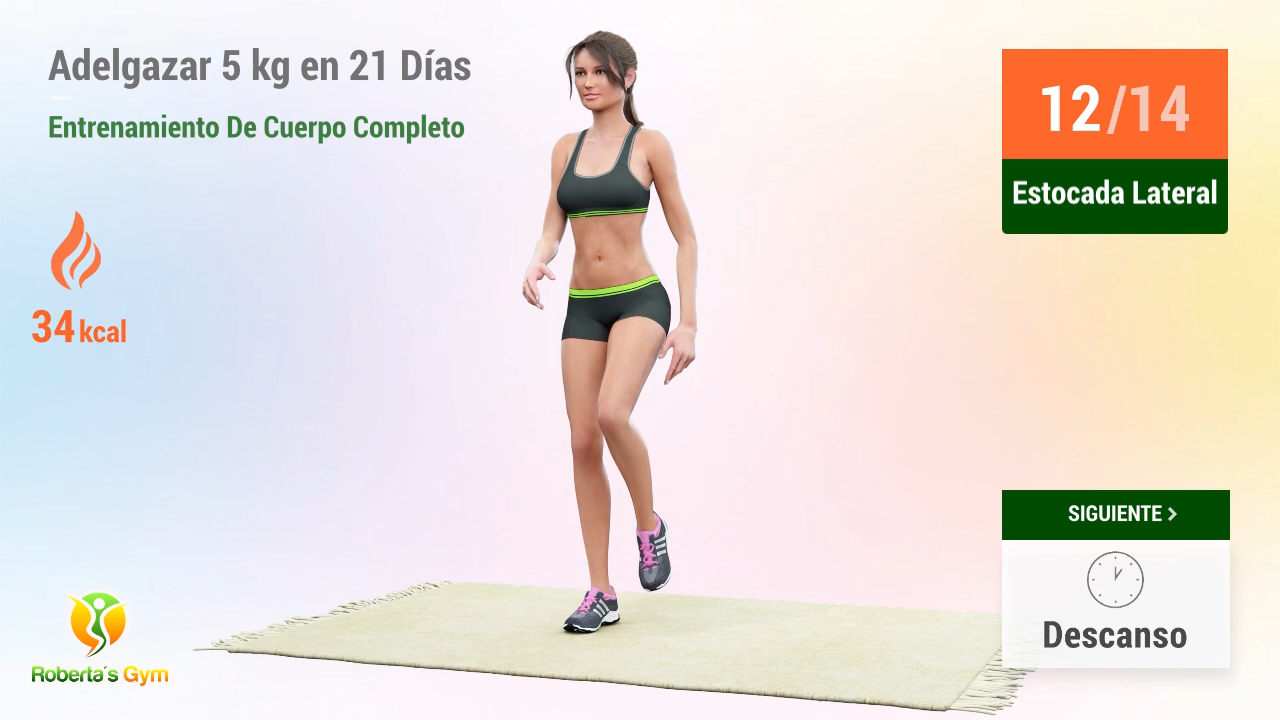 Adelgazar 5 kg en 21 Días
Entrenamiento De Cuerpo Completo
12/14
Estocada Lateral
34 kcal
SIGUIENTE >
Descanso
Roberta´s Gym